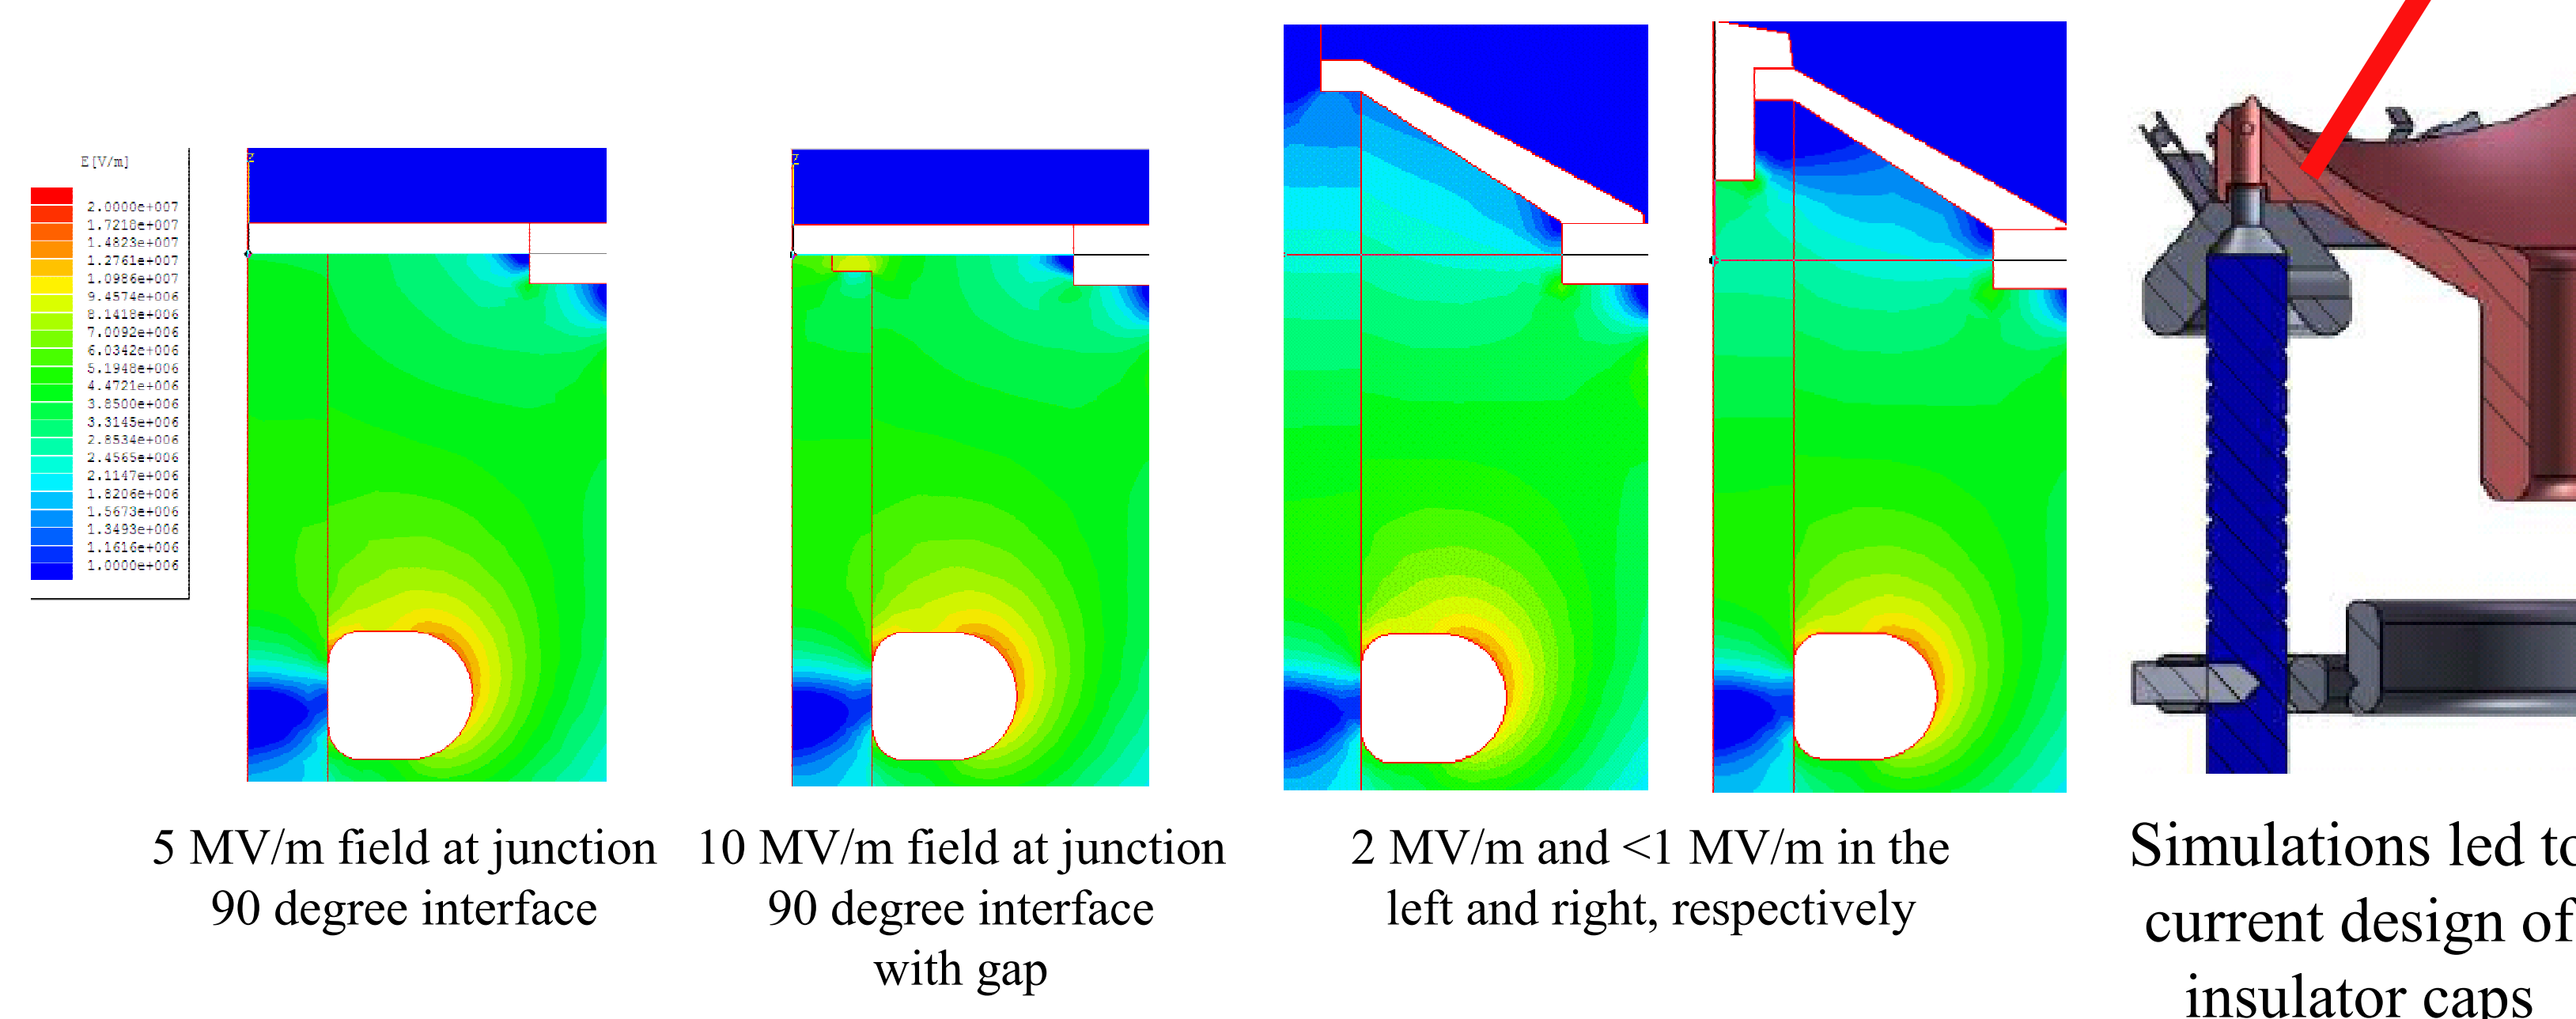 E[V/m]
2.0000e+007
1.7218e+007
1.4823e+007
1.2761e+007
1.0986e+007
9.4574e+006
8.1418e+006
7.0092e+006
6.0342e+006
5.1948e+006
4.4721e+006
3.8500e+006
3.3145e+006
2.8534e+006
2.4565e+006
2.1147e+006
1.8206e+006
1.5673e+006
1.3493e+006
1.1616e+006
1.0000e+006
Z
Z
5 MV/m field at junction
90 degree interface
10 MV/m field at junction
90 degree interface
with gap
2 MV/m and <1 MV/m in the
left and right, respectively
Simulations led to
current design of
insulator caps